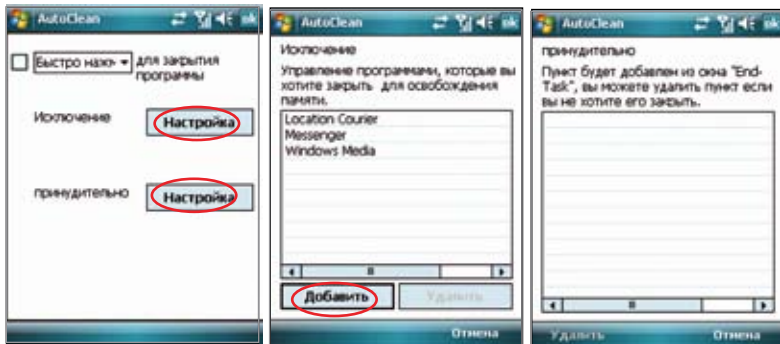 AutoClean
ok
Быстро нажм
для закрытия
программы
Исключение
Настройка
принудительно
Настройка
AutoClean
ok
Исключение
Управление программами, которые вы
хотите закрыть для освобождения
памяти.
Location Courier
Messenger
Windows Media
Добавить
Удалить
Отмена
AutoClean
ok
принудительно
Пункт будет добавлен из окна "End-
Task", вы можете удалить пункт если
вы не хотите его закрыть.
Удалить
Отмена